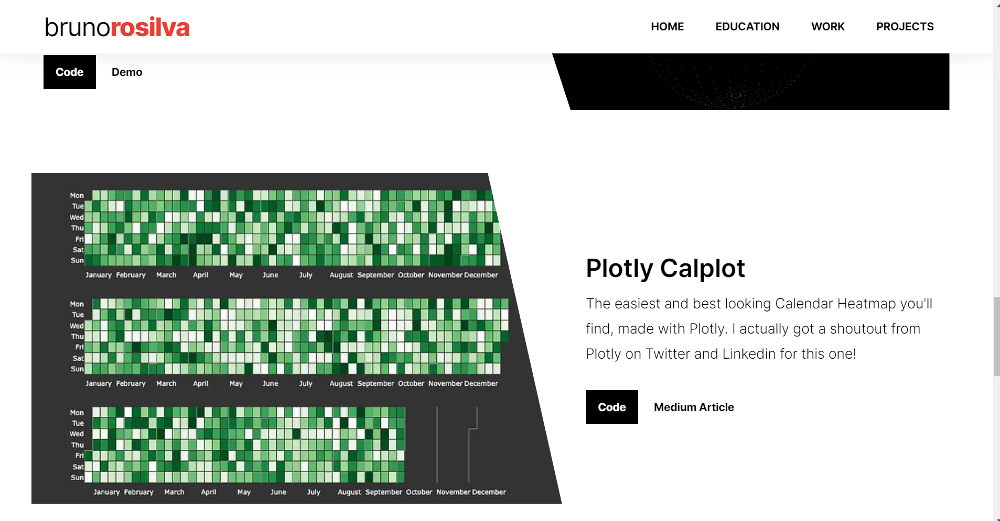 brunorosilva
HOME EDUCATION WORK PROJECTS
Code Demo
Mon
Tue
Wed
Thu
Fri
Sat
Sun
January February March April May June July August September October November December
Mon
Tue
Wed
Thu
Fri
Sat
Sun
January February March April May June July August September October November December
Mon
Tue
Wed
Thu
Fri
Sat
Sun
January February March April May June July August September October November December
Plotly Calplot
The easiest and best looking Calendar Heatmap you'll
find, made with Plotly. I actually got a shoutout from
Plotly on Twitter and Linkedin for this one!
Code Medium Article